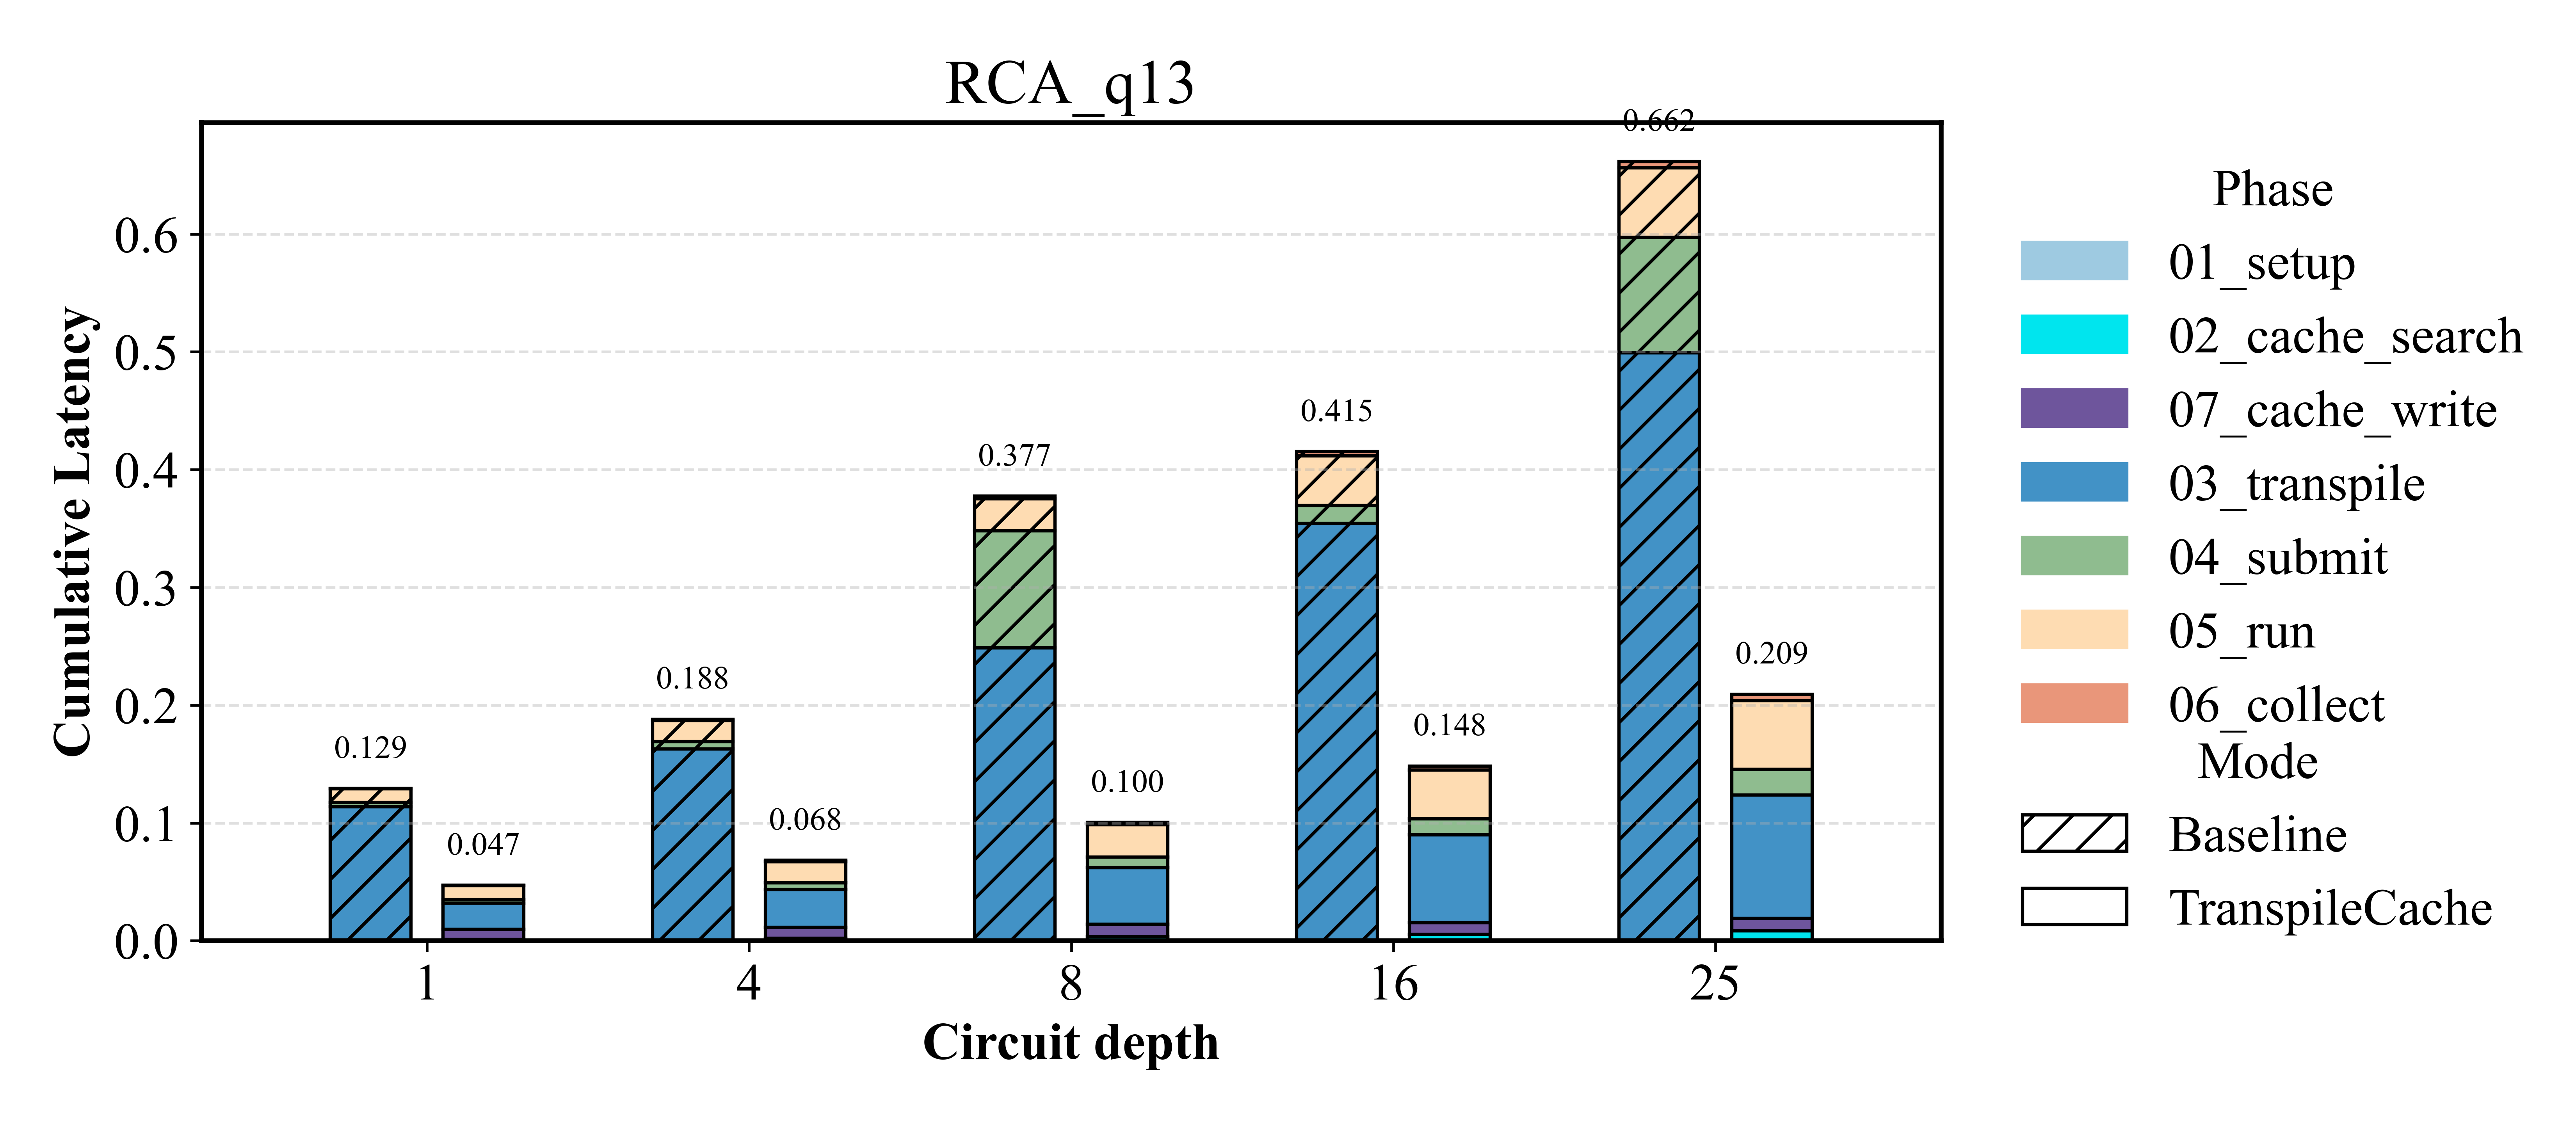 RCA_q13
0.662
0.6
0.5
0.4
0.3
0.2
0.1
0.0
Cumulative Latency
0.129
0.047
0.188
0.068
0.377
0.100
0.415
0.148
0.209
1
4
8
16
25
Circuit depth
Phase
01_setup
02_cache_search
07_cache_write
03_transpile
04_submit
05_run
06_collect
Mode
Baseline
TranspileCache